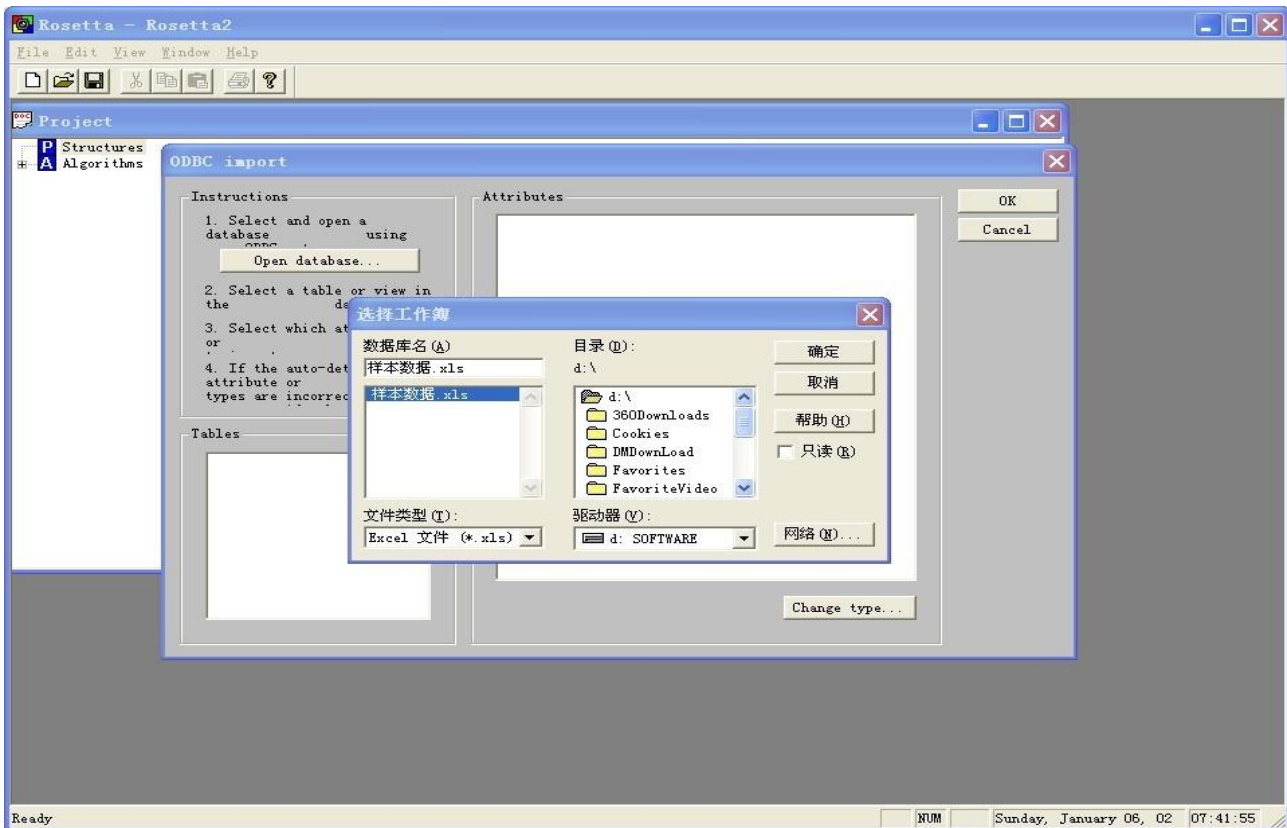 Rosetta - Rosetta2
File Edit View Window Help
Project
P Structures
A Algorithms
ODBC import
Instructions
1. Select and open a
database using
Open database...
2. Select a table or view in
the
3. Select which
or
4. If the
attribute or
types are
Tables
Attributes
OK
Cancel
Change type...
选择工作簿
数据库名(A)
样本数据.xls
样本数据.xls
文件类型(T):
Excel 文件 (*.xls)
目录(D):
d:\
d:\
360Downloads
Cookies
DMDownLoad
Favorites
FavoriteVideo
驱动器(V):
d: SOFTWARE
确定
取消
帮助(H)
只读(R)
网络(N)...
Ready
NUM
Sunday, January 06, 02
07:41:55